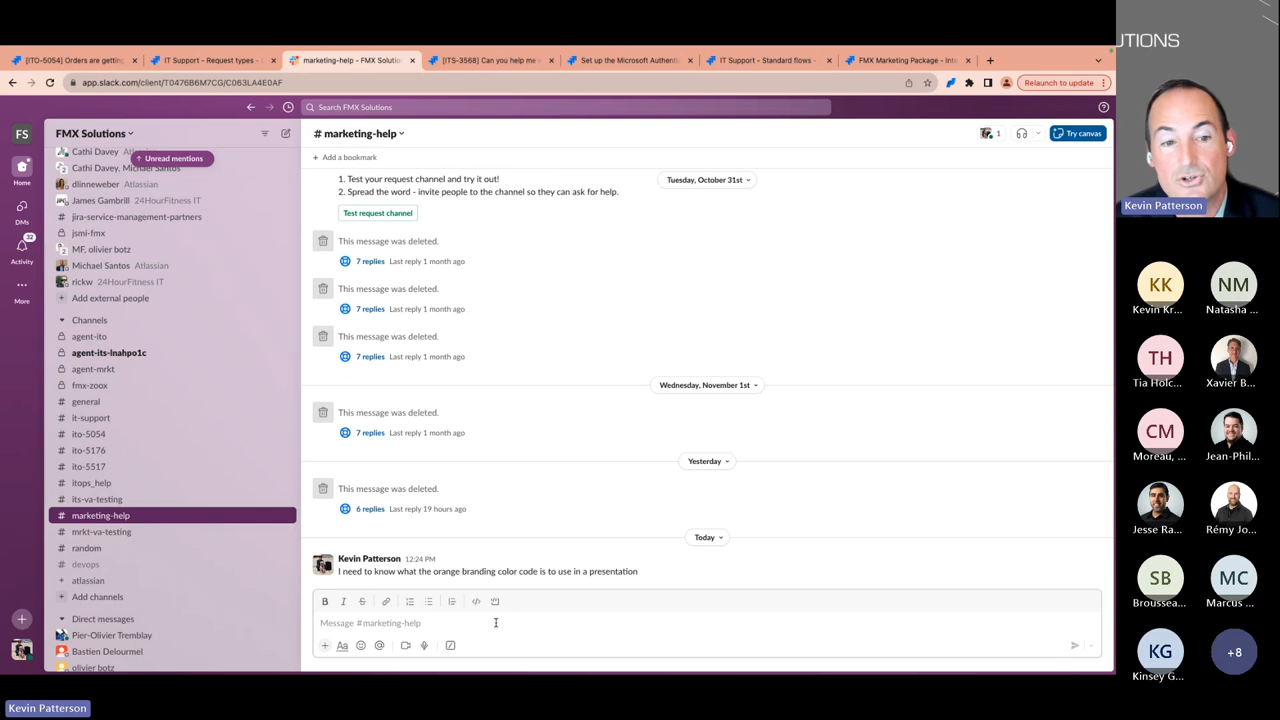 UTIONS
[ITO-5054] Orders are getting
IT Support - Request types -
marketing-help - FMX Solution
[ITS-3568] Can you help me
Set up the Microsoft Authenti
IT Support - Standard flows -
FMX Marketing Package - Inte
app.slack.com/client/T0476B6M7CG/C063LA4E0AF
Relaunch to update
Search FMX Solutions
FS
Home
DMs
32
Activity
More
FMX Solutions
Unread mentions
Cathi Davey Atlassian
2 Cathi Davey, Michael Santos
dlinneweber Atlassian
James Gambrill 24HourFitness IT
# jira-service-management-partners
jsmi-fmx
2 MF, olivier botz
Michael Santos Atlassian
rickw 24HourFitness IT
+ Add external people
Channels
agent-ito
agent-its-lnahpo1c
agent-mrkt
fmx-zoox
# general
# it-support
# ito-5054
# ito-5176
# ito-5517
# itops_help
# its-va-testing
# marketing-help
# mrkt-va-testing
# random
# devops
+ atlassian
+ Add channels
Direct messages
Pier-Olivier Tremblay
Bastien Delourmel
olivier botz
# marketing-help
1
Try canvas
+ Add a bookmark
Tuesday, October 31st
1. Test your request channel and try it out!
2. Spread the word - invite people to the channel so they can ask for help.
Test request channel
This message was deleted.
7 replies Last reply 1 month ago
This message was deleted.
7 replies Last reply 1 month ago
This message was deleted.
7 replies Last reply 1 month ago
Wednesday, November 1st
This message was deleted.
7 replies Last reply 1 month ago
Yesterday
This message was deleted.
6 replies Last reply 19 hours ago
Today
Kevin Patterson 12:24 PM
I need to know what the orange branding color code is to use in a presentation
B I S
Message #marketing-help
+ Aa
Kevin Patterson
KK
Kevin Kr...
NM
Natasha ...
TH
Tia Holc...
Xavier B...
CM
Moreau, ...
Jean-Phil...
Jesse Ra...
Rémy Jo...
SB
Broussea...
MC
Marcus ...
KG
Kinsey G...
+8
Kevin Patterson